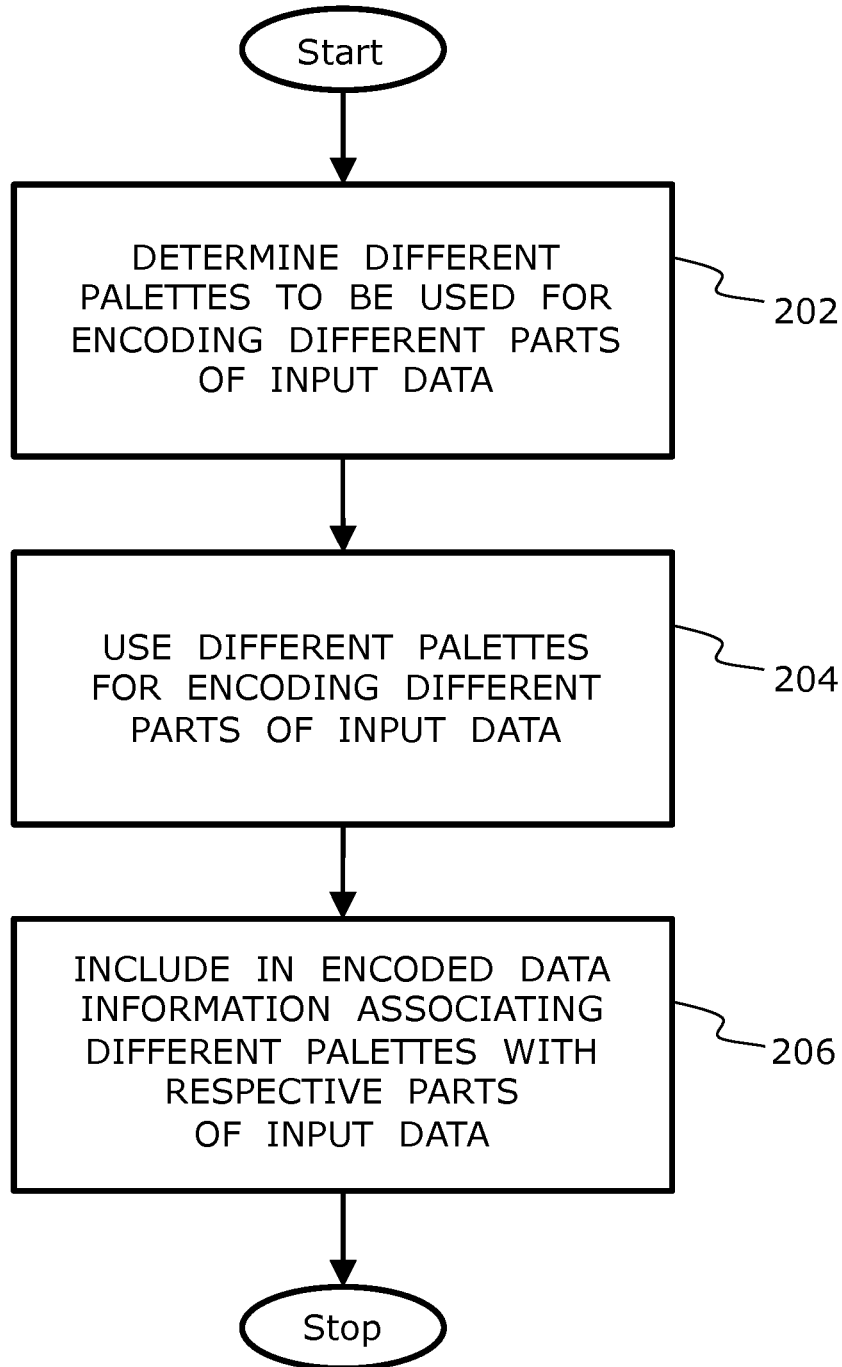 Start
DETERMINE DIFFERENT
PALETTES TO BE USED FOR
ENCODING DIFFERENT PARTS
OF INPUT DATA
202
USE DIFFERENT PALETTES
FOR ENCODING DIFFERENT
PARTS OF INPUT DATA
204
INCLUDE IN ENCODED DATA
INFORMATION ASSOCIATING
DIFFERENT PALETTES WITH
RESPECTIVE PARTS
OF INPUT DATA
206
Stop